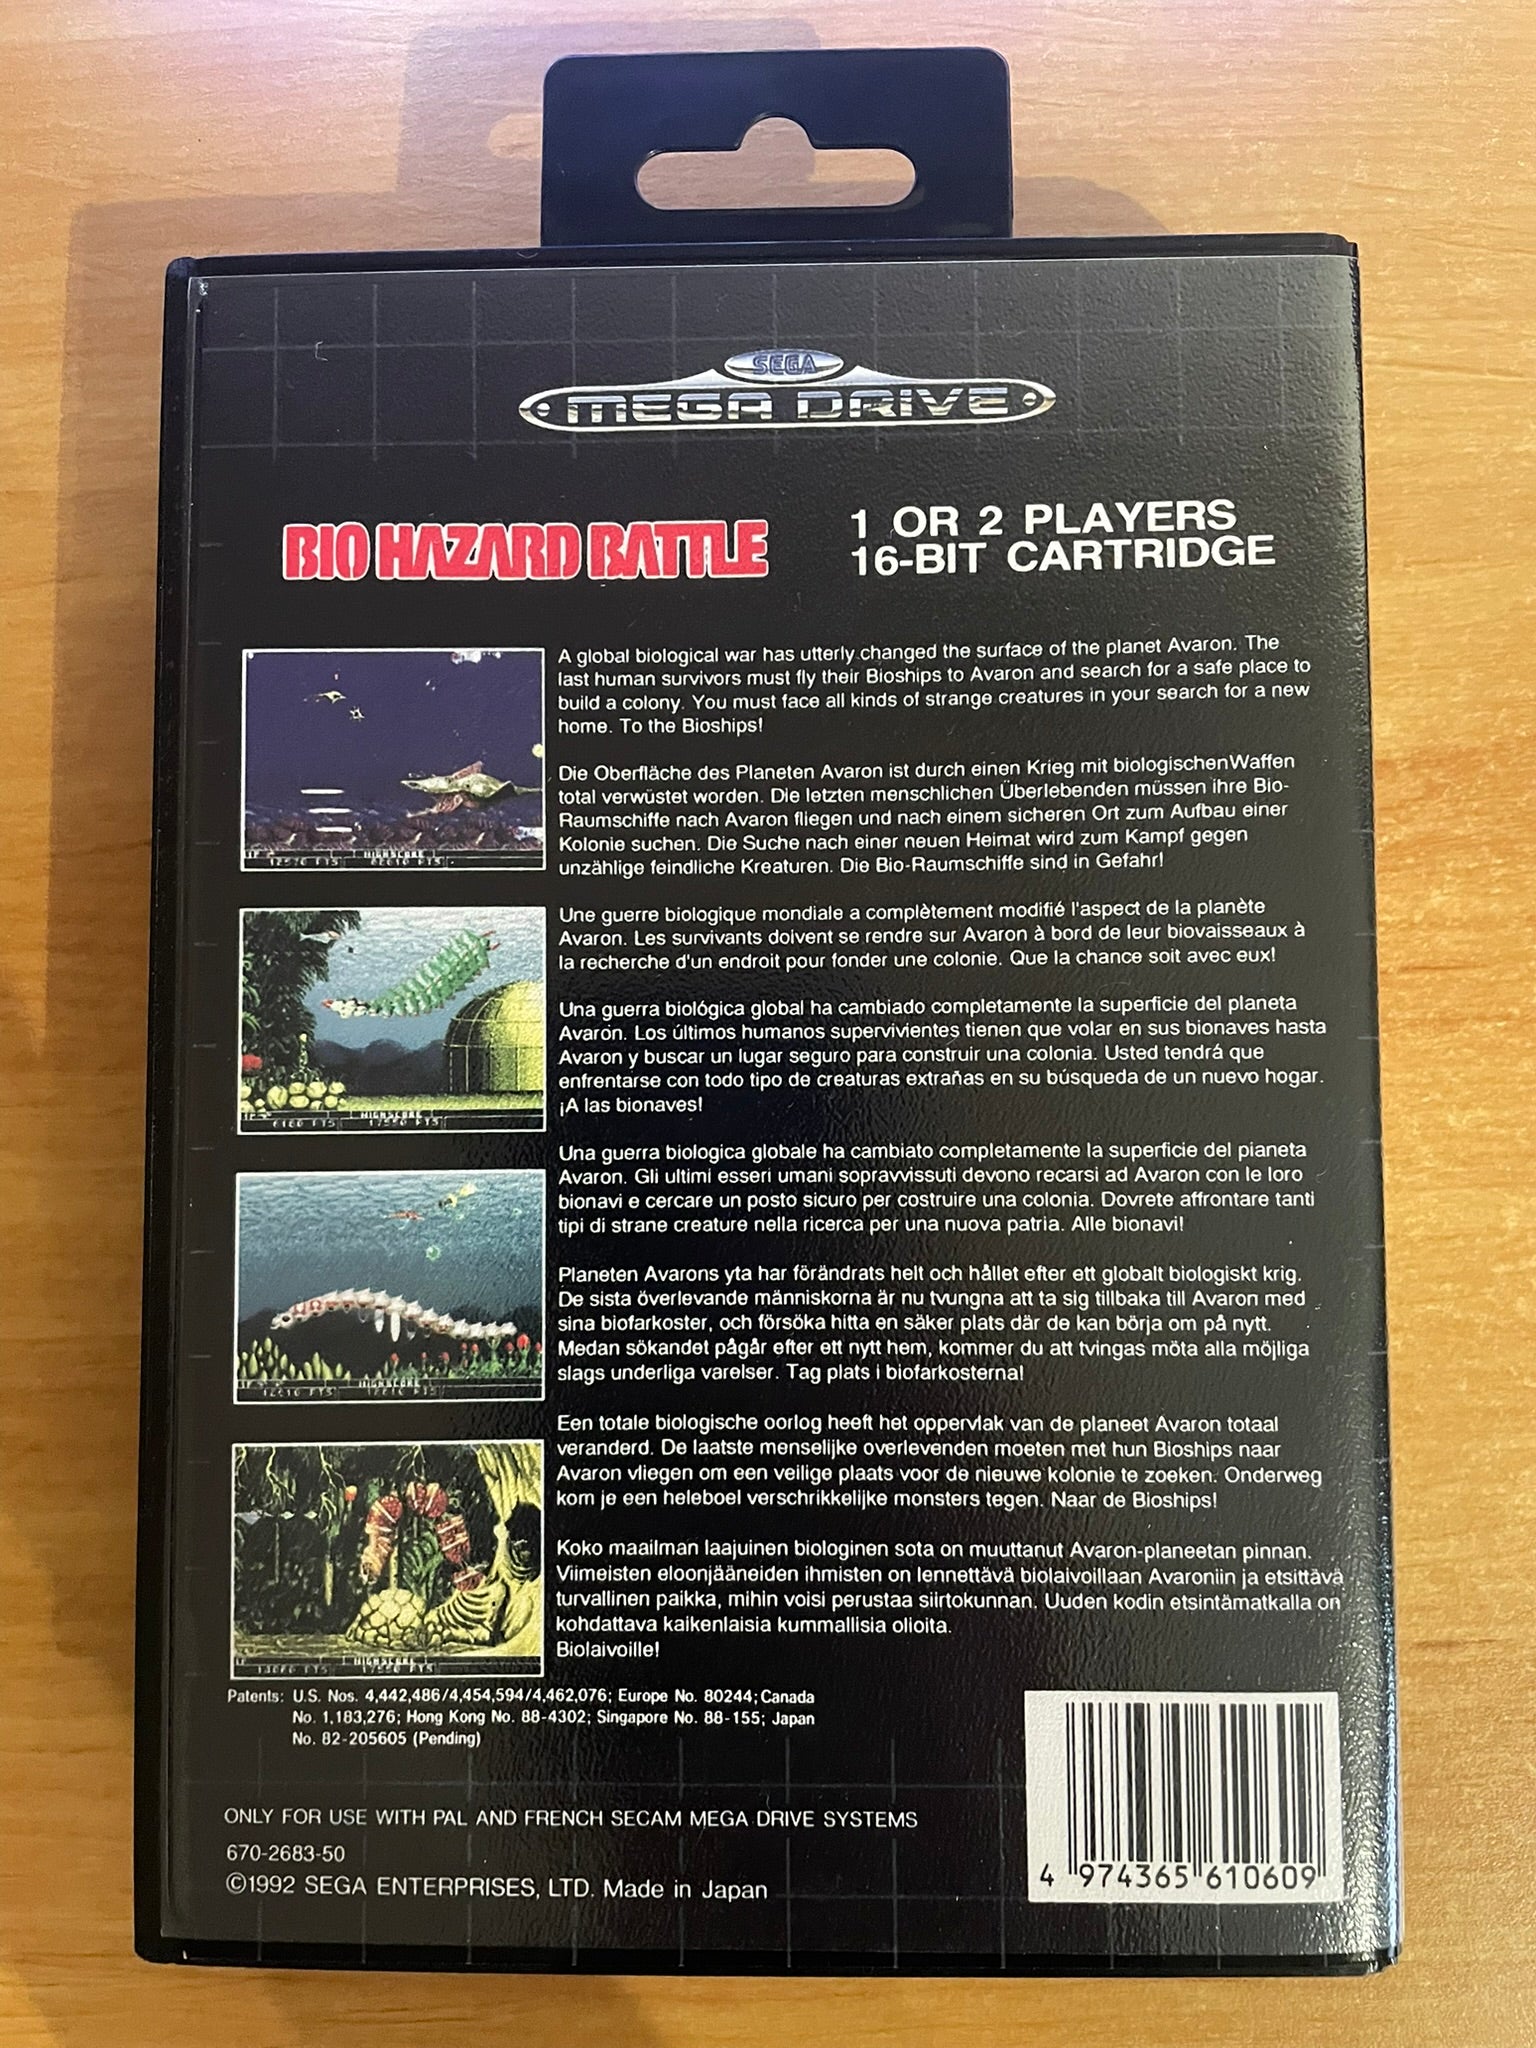 SEGA
MEGA DRIVE
BIO HAZARD BATTLE
1 OR 2 PLAYERS
16-BIT CARTRIDGE
A global biological war has utterly changed the surface of the planet Avaron. The
last human survivors must fly their Bioships to Avaron and search for a safe place to
build a colony. You must face all kinds of strange creatures in your search for a new
home. To the Bioships!
Die Oberfläche des Planeten Avaron ist durch einen Krieg mit biologischen Waffen
total verwüstet worden. Die letzten menschlichen Überlebenden müssen ihre Bio-
Raumschiffe nach Avaron fliegen und nach einem sicheren Ort zum Aufbau einer
Kolonie suchen. Die Suche nach einer neuen Heimat wird zum Kampf gegen
unzählige feindliche Kreaturen. Die Bio-Raumschiffe sind in Gefahr!
Une guerre biologique mondiale a complètement modifié l'aspect de la planète
Avaron. Les survivants doivent se rendre sur Avaron à bord de leur biovaisseaux à
la recherche d'un endroit pour fonder une colonie. Que la chance soit avec eux!
Una guerra biológica global ha cambiado completamente la superficie del planeta
Avaron. Los últimos humanos supervivientes tienen que volar en sus bionaves hasta
Avaron y buscar un lugar seguro para construir una colonia. Usted tendrá que
enfrentarse con todo tipo de creaturas extrañas en su búsqueda de un nuevo hogar.
¡A las bionaves!
Una guerra biologica globale ha cambiato completamente la superficie del pianeta
Avaron. Gli ultimi esseri umani sopravvissuti devono recarsi ad Avaron con le loro
bionavi e cercare un posto sicuro per costruire una colonia. Dovrete affrontare tanti
tipi di strane creature nella ricerca per una nuova patria. Alle bionavi!
Planeten Avarons yta har förändrats helt och hållet efter ett globalt biologiskt krig.
De sista överlevande människorna är nu tvungna att ta sig tillbaka till Avaron med
sina biofarkoster, och försöka hitta en säker plats där de kan börja om på nytt.
Medan sökandet pågår efter ett nytt hem, kommer du att tvingas möta alla möjliga
slags underliga varelser. Tag plats i biofarkosterna!
Een totale biologische oorlog heeft het oppervlak van de planeet Avaron totaal
veranderd. De laatste menselijke overlevenden moeten met hun Bioships naar
Avaron vliegen om een veilige plaats voor de nieuwe kolonie te zoeken. Onderweg
kom je een heleboel verschrikkelijke monsters tegen. Naar de Bioships!
Koko maailman laajuinen biologinen sota on muuttanut Avaron-planeetan pinnan.
Viimeisten eloonjääneiden ihmisten on lennettävä biolaivoillaan Avaroniin ja etsittävä
turvallinen paikka, mihin voisi perustaa siirtokunnan. Uuden kodin etsintämatkalla on
kohdattava kaikenlaisia kummallisia olioita.
Biolaivoille!
1P HIGHSCORE
HIGHSCORE
17550 PTS
1P HIGHSCORE
1P HIGHSCORE
17550 PTS
Patents: U.S. Nos. 4,442,486/4,454,594/4,462,076; Europe No. 80244; Canada
No. 1,183,276; Hong Kong No. 88-4302; Singapore No. 88-155; Japan
No. 82-205605 (Pending)
ONLY FOR USE WITH PAL AND FRENCH SECAM MEGA DRIVE SYSTEMS
670-2683-50
©1992 SEGA ENTERPRISES, LTD. Made in Japan
4 974365 610609